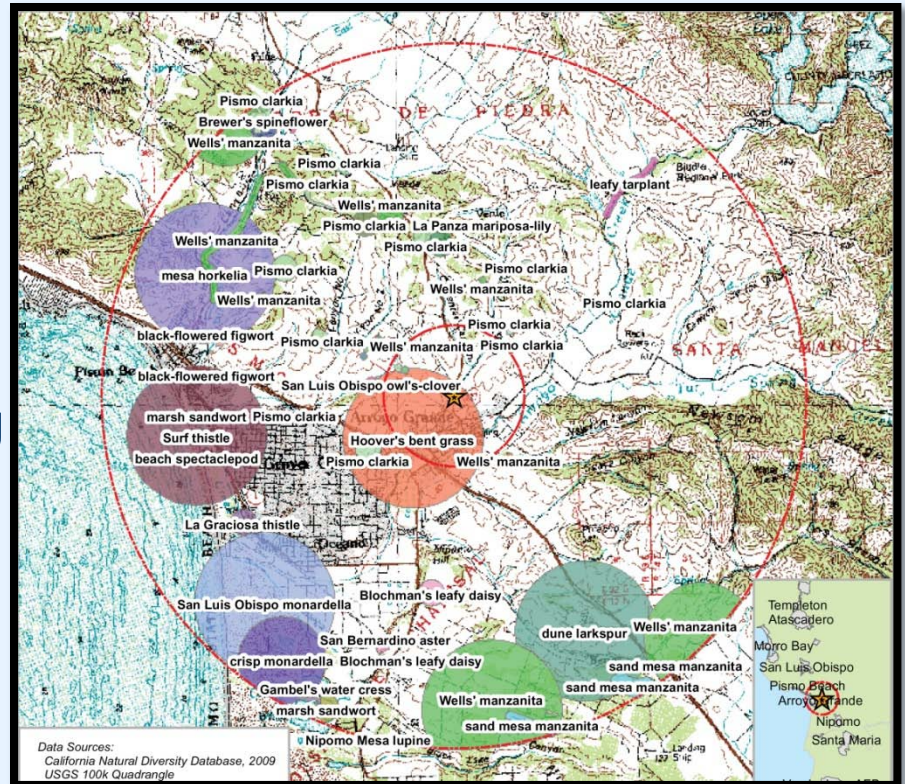 Pismo clarkia
Brewer's spineflower
Wells' manzanita
DE PIEDRA
Pismo clarkia
Pismo clarkia
leafy tarplant
Wells' manzanita
Pismo clarkia La Panza mariposa-lily
Wells' manzanita
Pismo clarkia
mesa horkelia
Pismo clarkia
Pismo clarkia
Wells' manzanita
Wells' manzanita
Pismo clarkia
black-flowered figwort
Pismo clarkia
Pismo clarkia
Wells' manzanita
Pismo clarkia
SANTA MANUEL
black-flowered figwort
San Luis Obispo owl's-clover
marsh sandwort
Pismo clarkia
Arroyo Grande
Surf thistle
Hoover's bent grass
beach spectaclepod
Pismo clarkia
Wells' manzanita
La Graciosa thistle
Oceano
San Luis Obispo monardella
Blochman's leafy daisy
dune larkspur
Wells' manzanita
San Bernardino aster
crisp monardella
Blochman's leafy daisy
sand mesa manzanita
sand mesa manzanita
Gambel's water cress
Wells' manzanita
marsh sandwort
sand mesa manzanita
Nipomo Mesa lupine
Templeton
Atascadero
Morro Bay
San Luis Obispo
Pismo Beach
Arroyo Grande
Nipomo
Santa Maria
Data Sources:
California Natural Diversity Database, 2009
USGS 100k Quadrangle